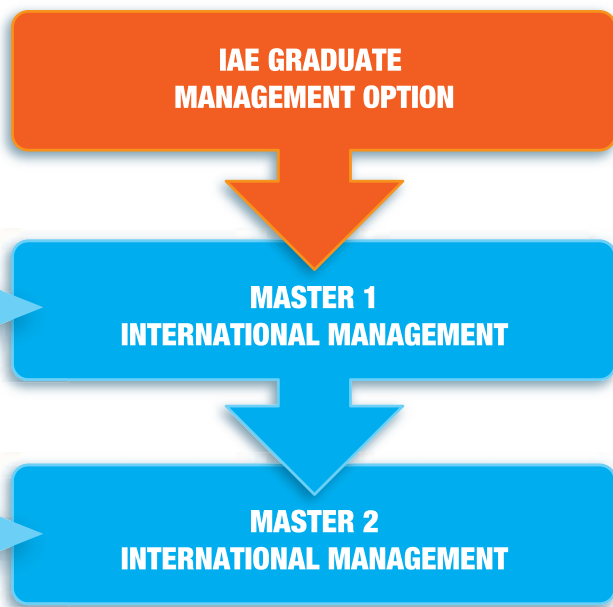 IAE GRADUATE
MANAGEMENT OPTION
MASTER 1
INTERNATIONAL MANAGEMENT
MASTER 2
INTERNATIONAL MANAGEMENT